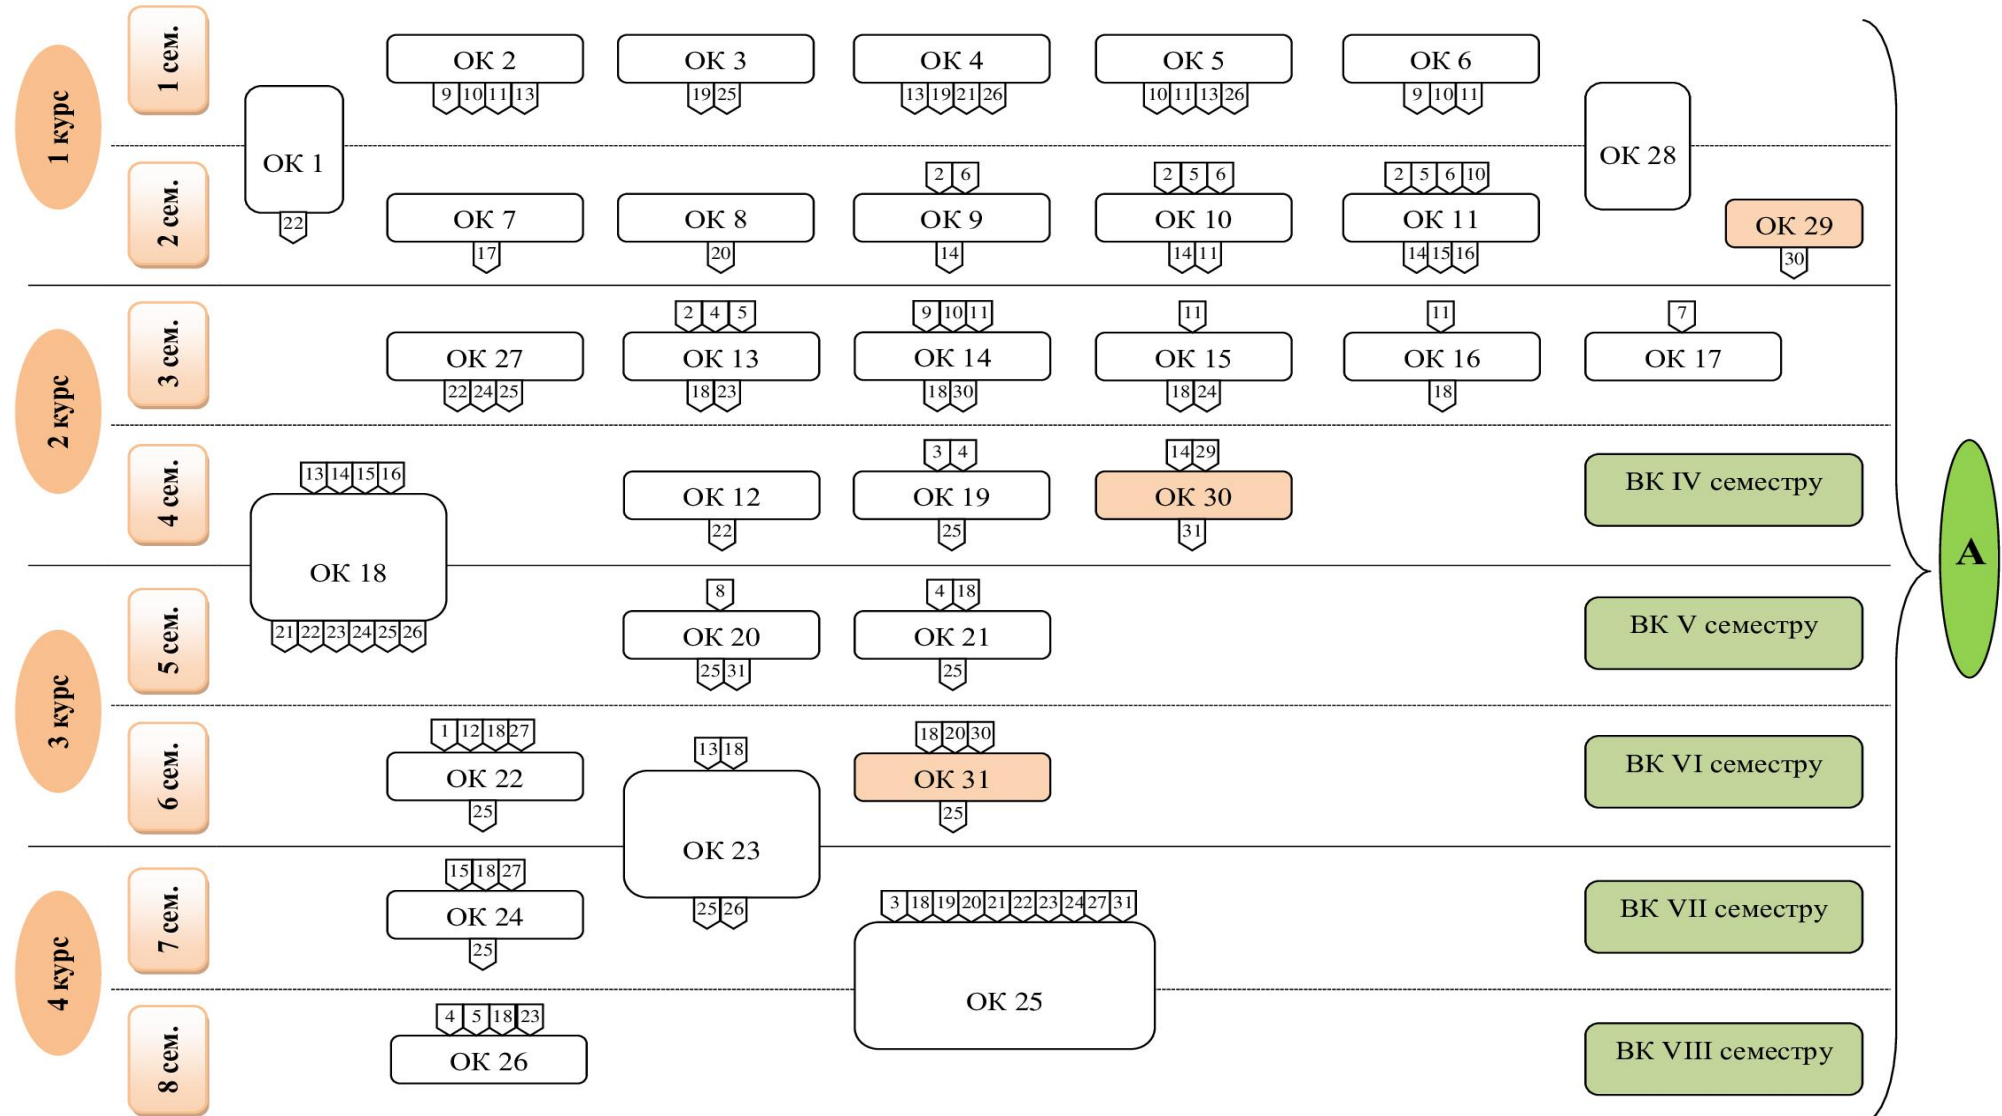 1 курс
1 сем.
ОК 2
9 10 11 13
ОК 3
19 25
ОК 4
13 19 21 26
ОК 5
10 11 13 26
ОК 6
9 10 11
ОК 1
22
ОК 28
2 сем.
ОК 7
17
ОК 8
20
2 6
ОК 9
14
2 5 6
ОК 10
14 11
2 5 6 10
ОК 11
14 15 16
ОК 29
30
2 курс
3 сем.
ОК 27
22 24 25
2 4 5
ОК 13
18 23
9 10 11
ОК 14
18 30
11
ОК 15
18 24
11
ОК 16
18
7
ОК 17
4 сем.
13 14 15 16
ОК 18
21 22 23 24 25 26
ОК 12
22
3 4
ОК 19
25
14 29
ОК 30
31
ВК IV семестру
А
3 курс
5 сем.
8
ОК 20
25 31
4 18
ОК 21
25
ВК V семестру
6 сем.
1 12 18 27
ОК 22
25
13 18
ОК 23
25 26
18 20 30
ОК 31
25
ВК VI семестру
4 курс
7 сем.
15 18 27
ОК 24
25
3 18 19 20 21 22 23 24 27 31
ОК 25
ВК VII семестру
8 сем.
4 5 18 23
ОК 26
ВК VIII семестру